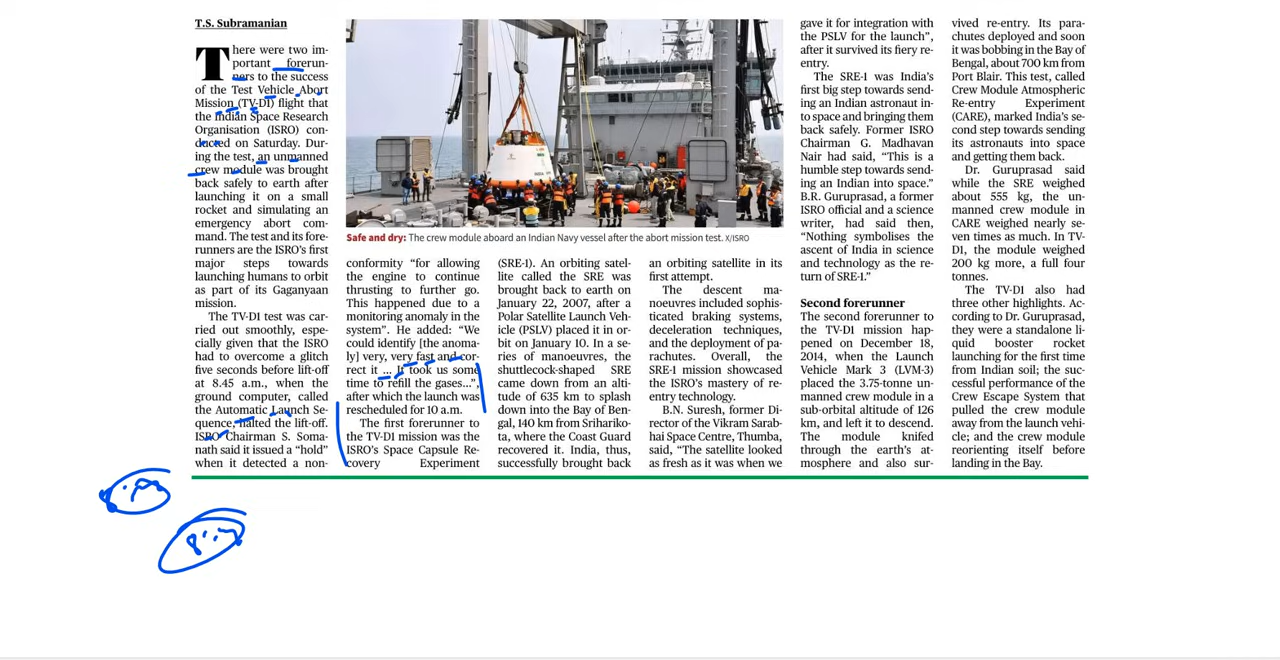 T.S. Subramanian
There were two im-
portant forerun-
ners to the success
of the Test Vehicle Abort
Mission (TV-D1) flight that
the Indian Space Research
Organisation (ISRO) con-
ducted on Saturday. Dur-
ing the test, an unmanned
crew module was brought
back safely to earth after
launching it on a small
rocket and simulating an
emergency abort com-
mand. The test and its fore-
runners are the ISRO's first
major steps towards
launching humans to orbit
as part of its Gaganyaan
mission.
The TV-D1 test was car-
ried out smoothly, espe-
cially given that the ISRO
had to overcome a glitch
five seconds before lift-off
at 8.45 a.m., when the
ground computer, called
the Automatic Launch Se-
quence, halted the lift-off.
ISRO Chairman S. Soma-
nath said it issued a “hold”
when it detected a non-
Safe and dry: The crew module aboard an Indian Navy vessel after the abort mission test. X/ISRO
conformity “for allowing
the engine to continue
thrusting to further go.
This happened due to a
monitoring anomaly in the
system”. He added: “We
could identify [the anoma-
ly] very, very fast and cor-
rect it ... It took us some
time to refill the gases...”,
after which the launch was
rescheduled for 10 a.m.
The first forerunner to
the TV-D1 mission was the
ISRO's Space Capsule Re-
covery Experiment
(SRE-1). An orbiting satel-
lite called the SRE was
brought back to earth on
January 22, 2007, after a
Polar Satellite Launch Veh-
icle (PSLV) placed it in or-
bit on January 10. In a se-
ries of manoeuvres, the
shuttlecock-shaped SRE
came down from an alti-
tude of 635 km to splash
down into the Bay of Ben-
gal, 140 km from Srihariko-
ta, where the Coast Guard
recovered it. India, thus,
successfully brought back
an orbiting satellite in its
first attempt.
The descent ma-
noeuvres included sophis-
ticated braking systems,
deceleration techniques,
and the deployment of pa-
rachutes. Overall, the
SRE-1 mission showcased
the ISRO's mastery of re-
entry technology.
B.N. Suresh, former Di-
rector of the Vikram Sarab-
hai Space Centre, Thumba,
said, “The satellite looked
as fresh as it was when we
gave it for integration with
the PSLV for the launch”,
after it survived its fiery re-
entry.
The SRE-1 was India's
first big step towards send-
ing an Indian astronaut in-
to space and bringing them
back safely. Former ISRO
Chairman G. Madhavan
Nair had said, “This is a
humble step towards send-
ing an Indian into space.”
B.R. Guruprasad, a former
ISRO official and a science
writer, had said then,
“Nothing symbolises the
ascent of India in science
and technology as the re-
turn of SRE-1.”
Second forerunner
The second forerunner to
the TV-D1 mission hap-
pened on December 18,
2014, when the Launch
Vehicle Mark 3 (LVM-3)
placed the 3.75-tonne un-
manned crew module in a
sub-orbital altitude of 126
km, and left it to descend.
The module knifed
through the earth's at-
mosphere and also sur-
vived re-entry. Its para-
chutes deployed and soon
it was bobbing in the Bay of
Bengal, about 700 km from
Port Blair. This test, called
Crew Module Atmospheric
Re-entry Experiment
(CARE), marked India's se-
cond step towards sending
its astronauts into space
and getting them back.
Dr. Guruprasad said
while the SRE weighed
about 555 kg, the un-
manned crew module in
CARE weighed nearly se-
ven times as much. In TV-
D1, the module weighed
200 kg more, a full four
tonnes.
The TV-D1 also had
three other highlights. Ac-
cording to Dr. Guruprasad,
they were a standalone li-
quid booster rocket
launching for the first time
from Indian soil; the suc-
cessful performance of the
Crew Escape System that
pulled the crew module
away from the launch vehi-
cle; and the crew module
reorienting itself before
landing in the Bay.